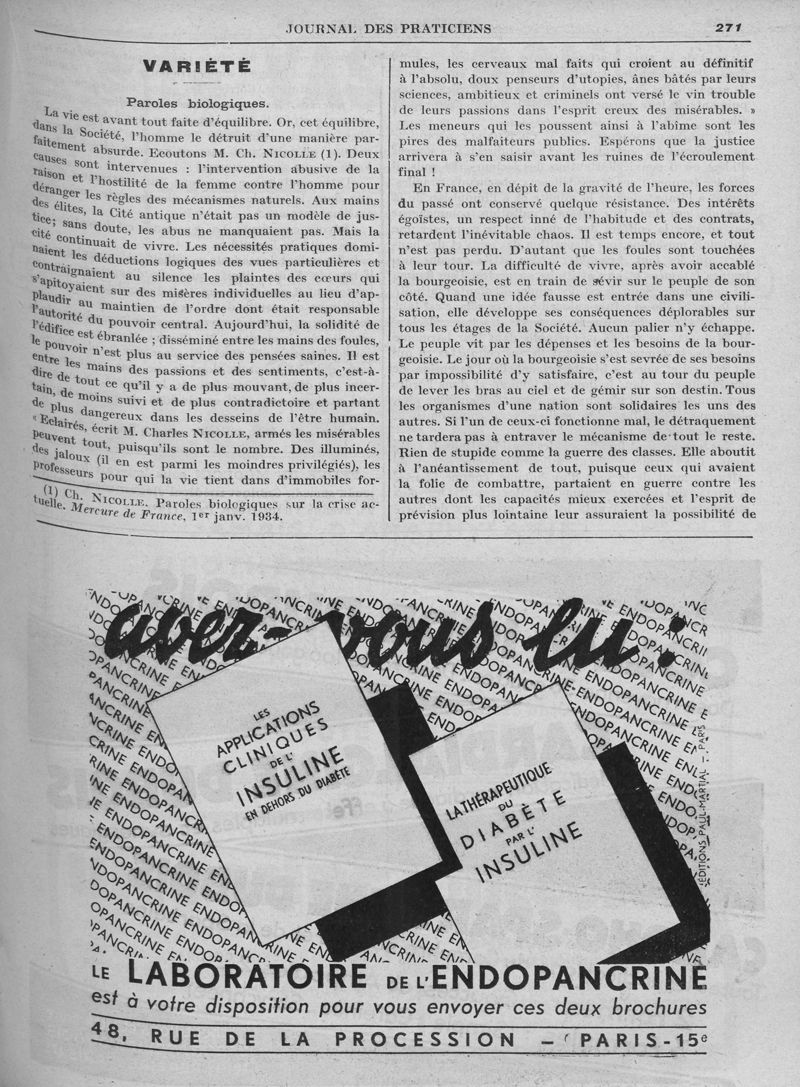 JOURNAL DES PRATICIENS
271
VARIÉTÉ
Paroles biologiques.
La vie est avant tout faite d'équilibre. Or, cet équilibre,
dans la Société, l'homme le détruit d'une manière par-
faitement absurde. Ecoutons M. Ch. NICOLLE (1). Deux
causes sont intervenues : l'intervention abusive de la
raison et l'hostilité de la femme contre l'homme pour
déranger les règles des mécanismes naturels. Aux mains
des élites, la Cité antique n'était pas un modèle de jus-
tice; sans doute, les abus ne manquaient pas. Mais la
cité continuait de vivre. Les nécessités pratiques domi-
naient les déductions logiques des vues particulières et
contraignaient au silence les plaintes des cœurs qui
s'apitoyaient sur des misères individuelles au lieu d'ap-
plaudir au maintien de l'ordre dont était responsable
l'autorité du pouvoir central. Aujourd'hui, la solidité de
l'édifice est ébranlée ; disséminé entre les mains des foules,
le pouvoir n'est plus au service des pensées saines. Il est
entre les mains des passions et des sentiments, c'est-à-
dire de tout ce qu'il y a de plus mouvant, de plus incer-
tain, de moins suivi et de plus contradictoire et partant
de plus dangereux dans les desseins de l'être humain.
« Eclairés, écrit M. Charles NICOLLE, armés les misérables
peuvent tout, puisqu'ils sont le nombre. Des illuminés,
des jaloux (il en est parmi les moindres privilégiés), les
professeurs pour qui la vie tient dans d'immobiles for-
(1) Ch. NICOLLE. Paroles biologiques sur la crise ac-
tuelle. Mercure de France, 1er janv. 1934.
mules, les cerveaux mal faits qui croient au définitif
à l'absolu, doux penseurs d'utopies, ânes bâtés par leurs
sciences, ambitieux et criminels ont versé le vin trouble
de leurs passions dans l'esprit creux des misérables. »
Les meneurs qui les poussent ainsi à l'abîme sont les
pires des malfaiteurs publics. Espérons que la justice
arrivera à s'en saisir avant les ruines de l'écroulement
final !
En France, en dépit de la gravité de l'heure, les forces
du passé ont conservé quelque résistance. Des intérêts
égoïstes, un respect inné de l'habitude et des contrats,
retardent l'inévitable chaos. Il est temps encore, et tout
n'est pas perdu. D'autant que les foules sont touchées
à leur tour. La difficulté de vivre, après avoir accablé
la bourgeoisie, est en train de sévir sur le peuple de son
côté. Quand une idée fausse est entrée dans une civili-
sation, elle développe ses conséquences déplorables sur
tous les étages de la Société. Aucun palier n'y échappe.
Le peuple vit par les dépenses et les besoins de la bour-
geoisie. Le jour où la bourgeoisie s'est sevrée de ses besoins
par impossibilité d'y satisfaire, c'est au tour du peuple
de lever les bras au ciel et de gémir sur son destin. Tous
les organismes d'une nation sont solidaires les uns des
autres. Si l'un de ceux-ci fonctionne mal, le détraquement
ne tardera pas à entraver le mécanisme de tout le reste.
Rien de stupide comme la guerre des classes. Elle aboutit
à l'anéantissement de tout, puisque ceux qui avaient
la folie de combattre, partaient en guerre contre les
autres dont les capacités mieux exercées et l'esprit de
prévision plus lointaine leur assuraient la possibilité de
avez-vous lu :
LES
APPLICATIONS
CLINIQUES
DE L'
INSULINE
EN DEHORS DU DIABÈTE
LA THÉRAPEUTIQUE
DU
DIABÈTE
PAR L'
INSULINE
ÉDITIONS PAUL-MARTIAL - PARIS
LE LABORATOIRE DE L'ENDOPANCRINE
est à votre disposition pour vous envoyer ces deux brochures
48, RUE DE LA PROCESSION - PARIS-15e